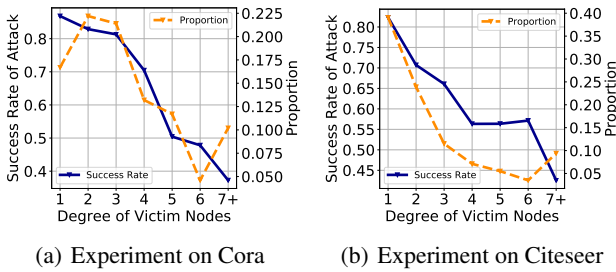 Success Rate of Attack
0.8
0.7
0.6
0.5
0.4
Proportion
Success Rate
0.225
0.200
0.175
0.150
0.125
0.100
0.075
0.050
Proportion
1 2 3 4 5 6 7+
Degree of Victim Nodes
(a) Experiment on Cora
Success Rate of Attack
0.80
0.75
0.70
0.65
0.60
0.55
0.50
0.45
Proportion
Success Rate
0.40
0.35
0.30
0.25
0.20
0.15
0.10
0.05
Proportion
1 2 3 4 5 6 7+
Degree of Victim Nodes
(b) Experiment on Citeseer